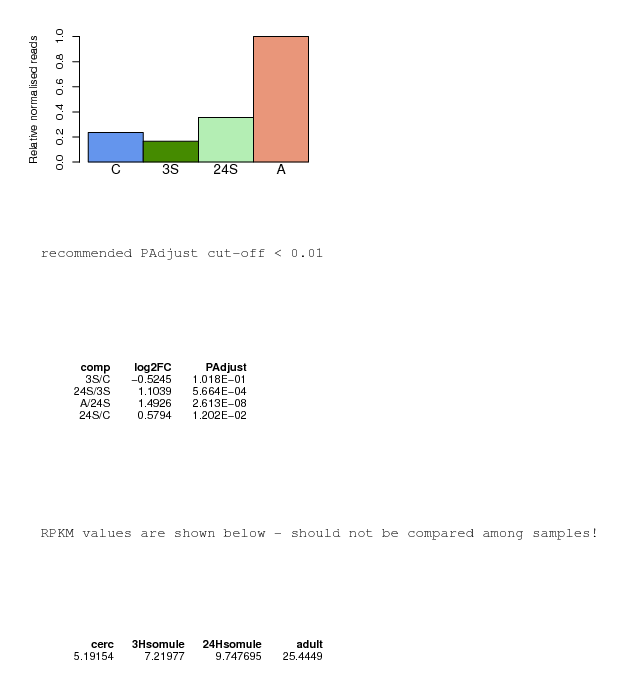 Relative normalised reads
1.0
0.8
0.6
0.4
0.2
0.0
C 3S 24S A
recommended PAdjust cut-off < 0.01
comp log2FC PAdjust
3S/C −0.5245 1.018E−01
24S/3S 1.1039 5.664E−04
A/24S 1.4926 2.613E−08
24S/C 0.5794 1.202E−02
RPKM values are shown below - should not be compared among samples!
cerc 3Hsomule 24Hsomule adult
5.19154 7.21977 9.747695 25.4449